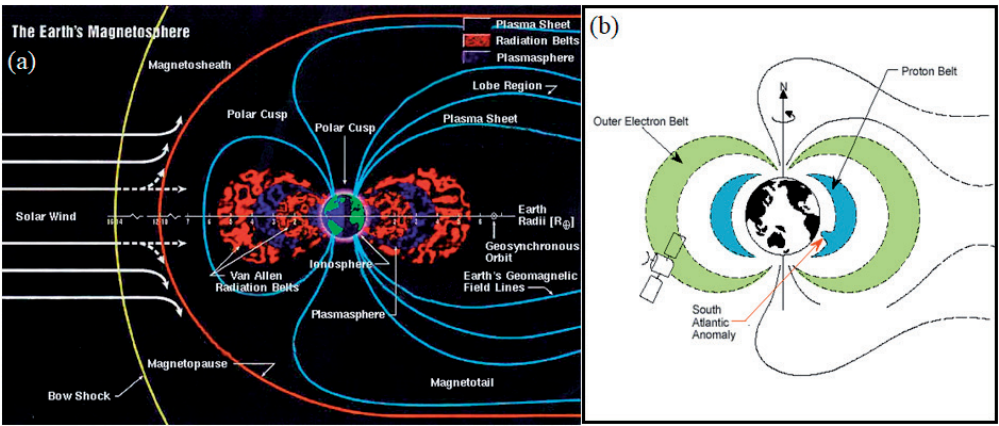 The Earth's Magnetosphere
(a)
Plasma Sheet
Radiation Belts
Plasmasphere
Magnetosheath
Lobe Region
Polar Cusp
Polar Cusp
Plasma Sheet
Solar Wind
Earth
Radii [R⊕]
Geosynchronous
Orbit
Ionosphere
Van Allen
Radiation Belts
Earth's Geomagnelic
Field Lines
Plasmasphere
Magnetopause
Magnetotail
Bow Shock
(b)
N
Proton Belt
Outer Electron Belt
South
Atlantic
Anomaly